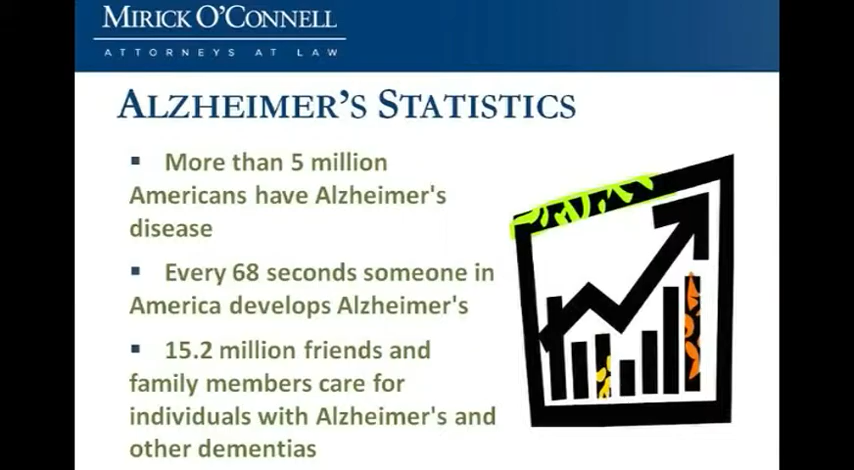 MIRICK O'CONNELL
ATTORNEYS AT LAW
ALZHEIMER'S STATISTICS
▪ More than 5 million
Americans have Alzheimer's
disease
▪ Every 68 seconds someone in
America develops Alzheimer's
▪ 15.2 million friends and
family members care for
individuals with Alzheimer's and
other dementias